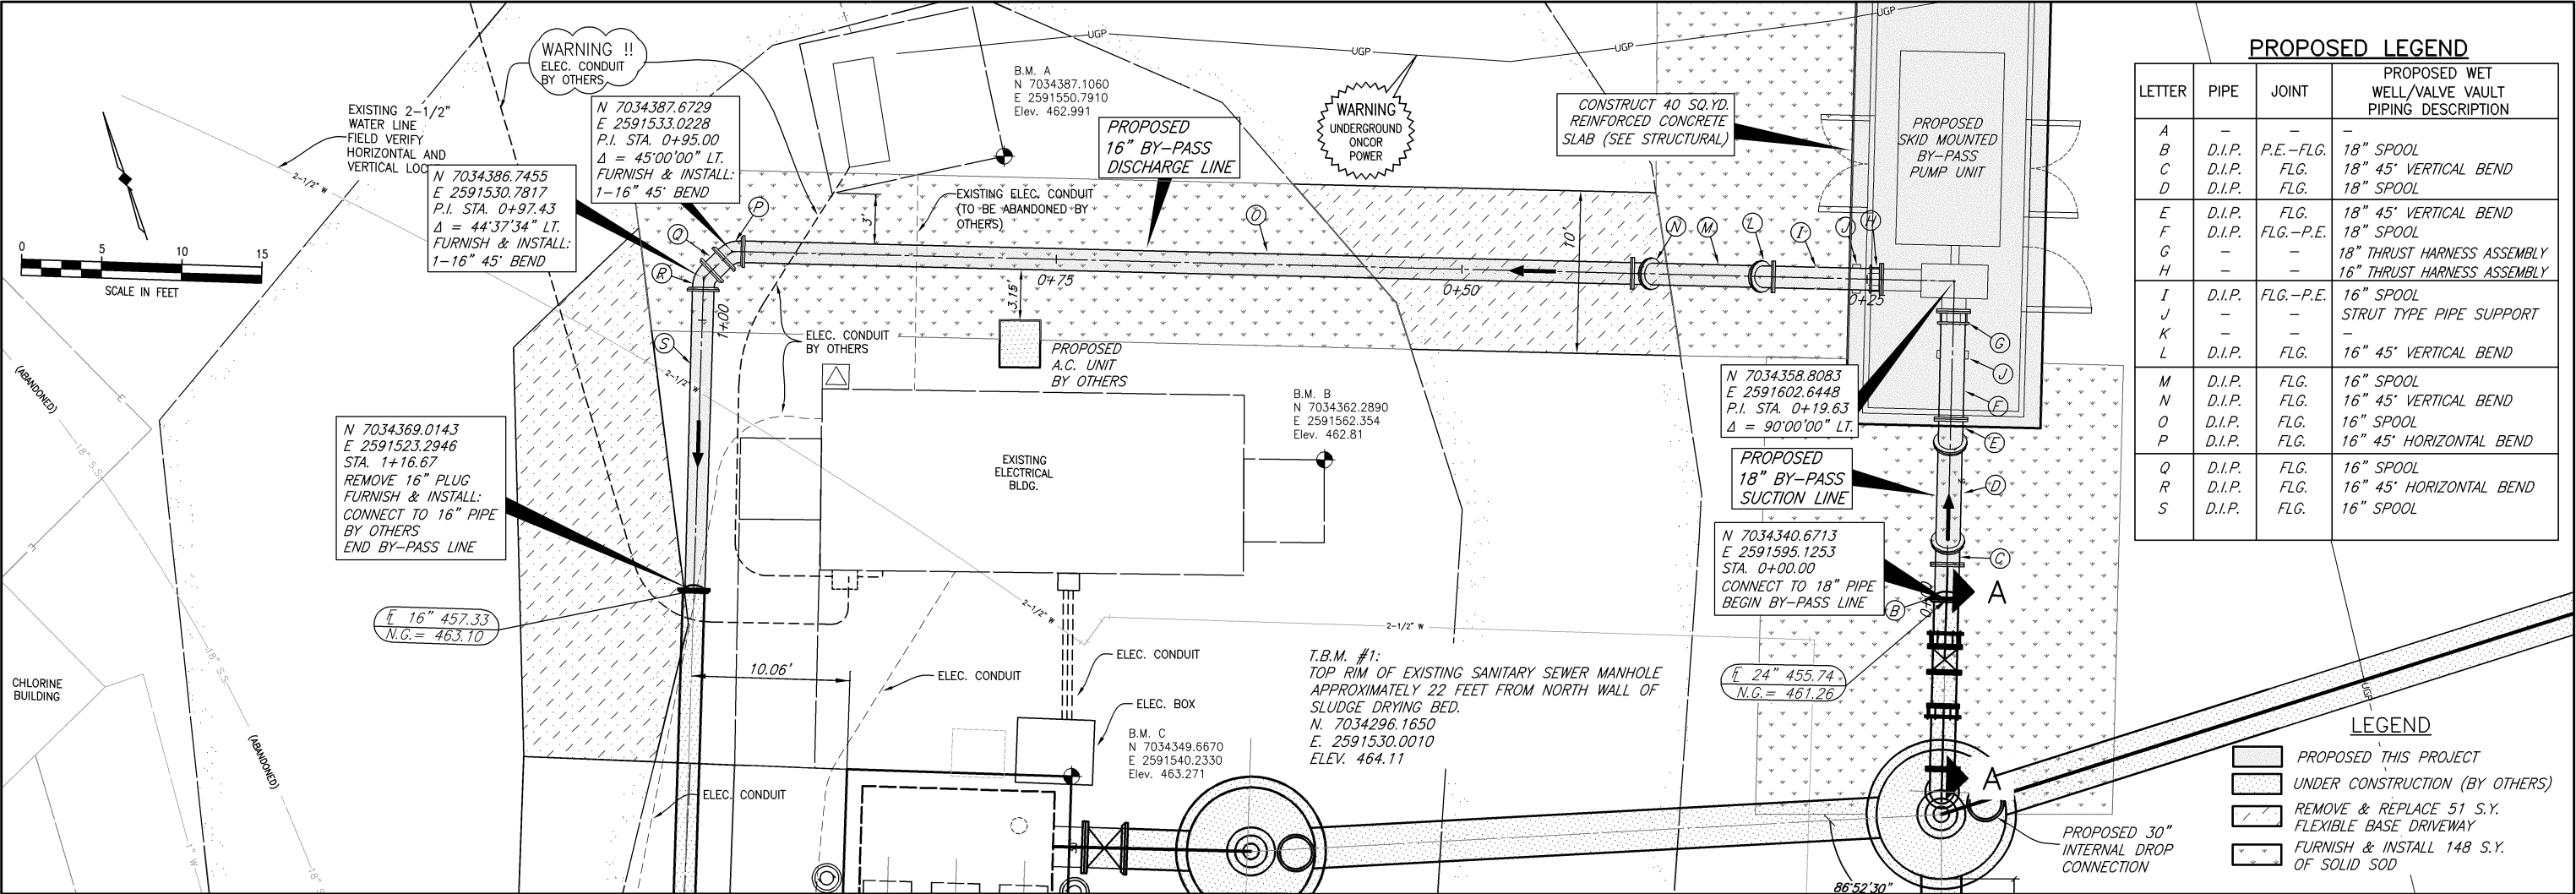 WARNING !!
ELEC. CONDUIT
BY OTHERS
EXISTING 2-1/2"
WATER LINE
FIELD VERIFY
HORIZONTAL AND
VERTICAL LOC
2-1/2" W
0 5 10 15
SCALE IN FEET
N 7034387.6729
E 2591533.0228
P.I. STA. 0+95.00
Δ = 45°00'00" LT.
FURNISH & INSTALL:
1-16" 45° BEND
N 7034386.7455
E 2591530.7817
P.I. STA. 0+97.43
Δ = 44°37'34" LT.
FURNISH & INSTALL:
1-16" 45° BEND
B.M. A
N 7034387.1060
E 2591550.7910
Elev. 462.991
UGP
UGP
UGP
UGP
WARNING
UNDERGROUND
ONCOR
POWER
PROPOSED
16" BY-PASS
DISCHARGE LINE
EXISTING ELEC. CONDUIT
(TO BE ABANDONED BY
OTHERS)
CONSTRUCT 40 SQ.YD.
REINFORCED CONCRETE
SLAB (SEE STRUCTURAL)
PROPOSED
SKID MOUNTED
BY-PASS
PUMP UNIT
3'
10'
3.15'
P
Q
R
S
O
N
M
L
I
J
H
0+75
0+50
0+25
1+00
ELEC. CONDUIT
BY OTHERS
PROPOSED
A.C. UNIT
BY OTHERS
2-1/2" W
G
J
F
E
D
C
B
N 7034358.8083
E 2591602.6448
P.I. STA. 0+19.63
Δ = 90°00'00" LT.
PROPOSED
18" BY-PASS
SUCTION LINE
N 7034340.6713
E 2591595.1253
STA. 0+00.00
CONNECT TO 18" PIPE
BEGIN BY-PASS LINE
A
A
℄ 24" 455.74
N.G.= 461.26
B.M. B
N 7034362.2890
E 2591562.354
Elev. 462.81
EXISTING
ELECTRICAL
BLDG.
N 7034369.0143
E 2591523.2946
STA. 1+16.67
REMOVE 16" PLUG
FURNISH & INSTALL:
CONNECT TO 16" PIPE
BY OTHERS
END BY-PASS LINE
℄ 16" 457.33
N.G.= 463.10
(ABANDONED)
18" S.S.
E
E
18" S.S.
(ABANDONED)
18" S
1" W
CHLORINE
BUILDING
10.06'
2-1/2" W
2-1/2" W
ELEC. CONDUIT
ELEC. CONDUIT
ELEC. BOX
ELEC. CONDUIT
B.M. C
N 7034349.6670
E 2591540.2330
Elev. 463.271
T.B.M. #1:
TOP RIM OF EXISTING SANITARY SEWER MANHOLE
APPROXIMATELY 22 FEET FROM NORTH WALL OF
SLUDGE DRYING BED.
N. 7034296.1650
E. 2591530.0010
ELEV. 464.11
PROPOSED 30"
INTERNAL DROP
CONNECTION
86°52'30"
UGP
PROPOSED LEGEND
LETTER PIPE JOINT PROPOSED WET
WELL/VALVE VAULT
PIPING DESCRIPTION
A – – –
B D.I.P. P.E.-FLG. 18" SPOOL
C D.I.P. FLG. 18" 45° VERTICAL BEND
D D.I.P. FLG. 18" SPOOL
E D.I.P. FLG. 18" 45° VERTICAL BEND
F D.I.P. FLG.-P.E. 18" SPOOL
G – – 18" THRUST HARNESS ASSEMBLY
H – – 16" THRUST HARNESS ASSEMBLY
I D.I.P. FLG.-P.E. 16" SPOOL
J – – STRUT TYPE PIPE SUPPORT
K – – –
L D.I.P. FLG. 16" 45° VERTICAL BEND
M D.I.P. FLG. 16" SPOOL
N D.I.P. FLG. 16" 45° VERTICAL BEND
O D.I.P. FLG. 16" SPOOL
P D.I.P. FLG. 16" 45° HORIZONTAL BEND
Q D.I.P. FLG. 16" SPOOL
R D.I.P. FLG. 16" 45° HORIZONTAL BEND
S D.I.P. FLG. 16" SPOOL
LEGEND
PROPOSED THIS PROJECT
UNDER CONSTRUCTION (BY OTHERS)
REMOVE & REPLACE 51 S.Y.
FLEXIBLE BASE DRIVEWAY
FURNISH & INSTALL 148 S.Y.
OF SOLID SOD